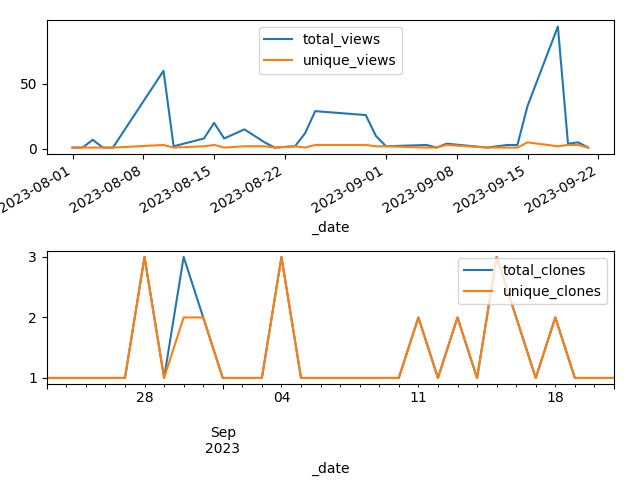 total_views
unique_views
50
0
2023-08-01
2023-08-08
2023-08-15
2023-08-22
2023-09-01
2023-09-08
2023-09-15
2023-09-22
_date
3
total_clones
unique_clones
2
1
28
04
11
18
Sep
2023
_date